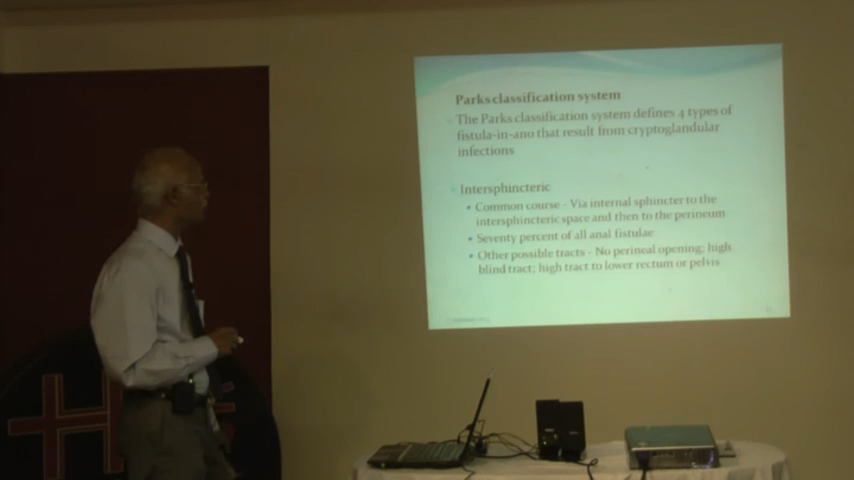 Parks classification system
The Parks classification system defines 4 types of
fistula-in-ano that result from cryptoglandular
infections
Intersphincteric
Common course - Via internal sphincter to the
intersphincteric space and then to the perineum
Seventy percent of all anal fistulae
Other possible tracts - No perineal opening; high
blind tract; high tract to lower rectum or pelvis